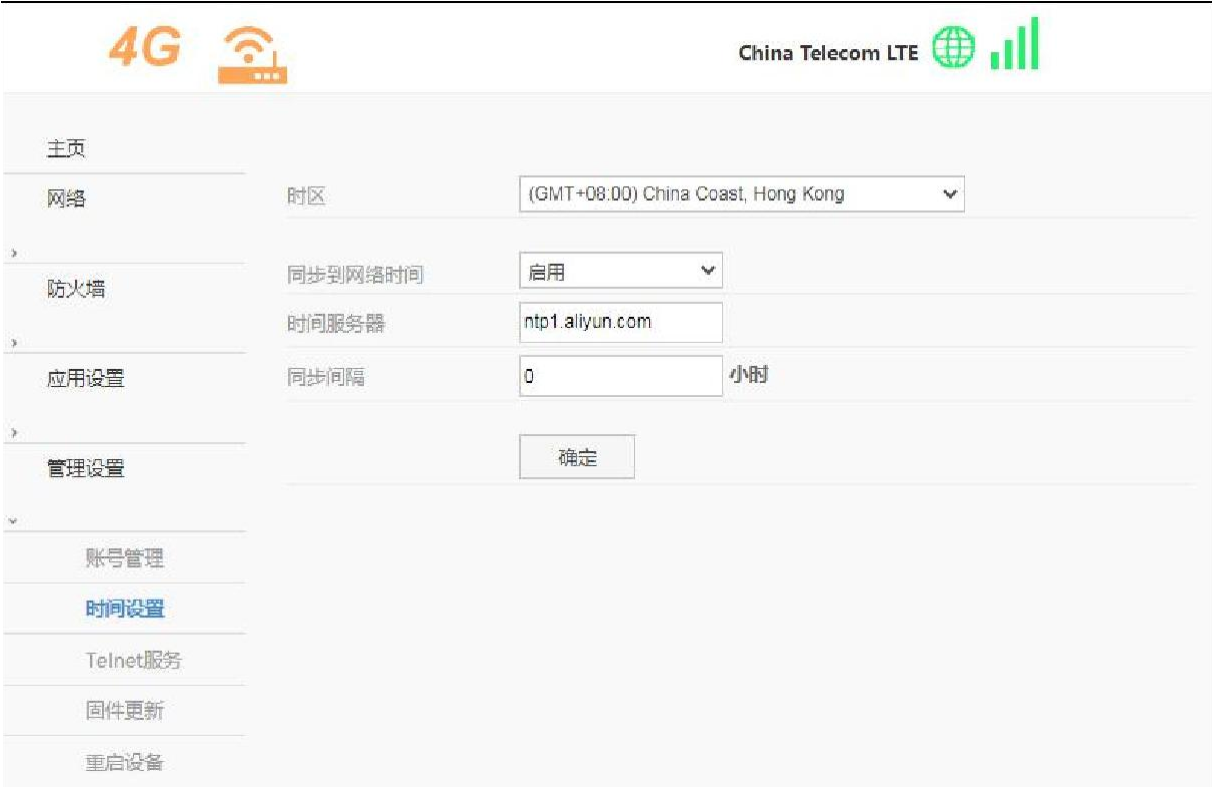 4G
China Telecom LTE
主页
网络
时区
(GMT+08:00) China Coast, Hong Kong
同步到网络时间
启用
防火墙
时间服务器
ntp1.aliyun.com
同步间隔
0 小时
应用设置
确定
管理设置
账号管理
时间设置
Telnet服务
固件更新
重启设备